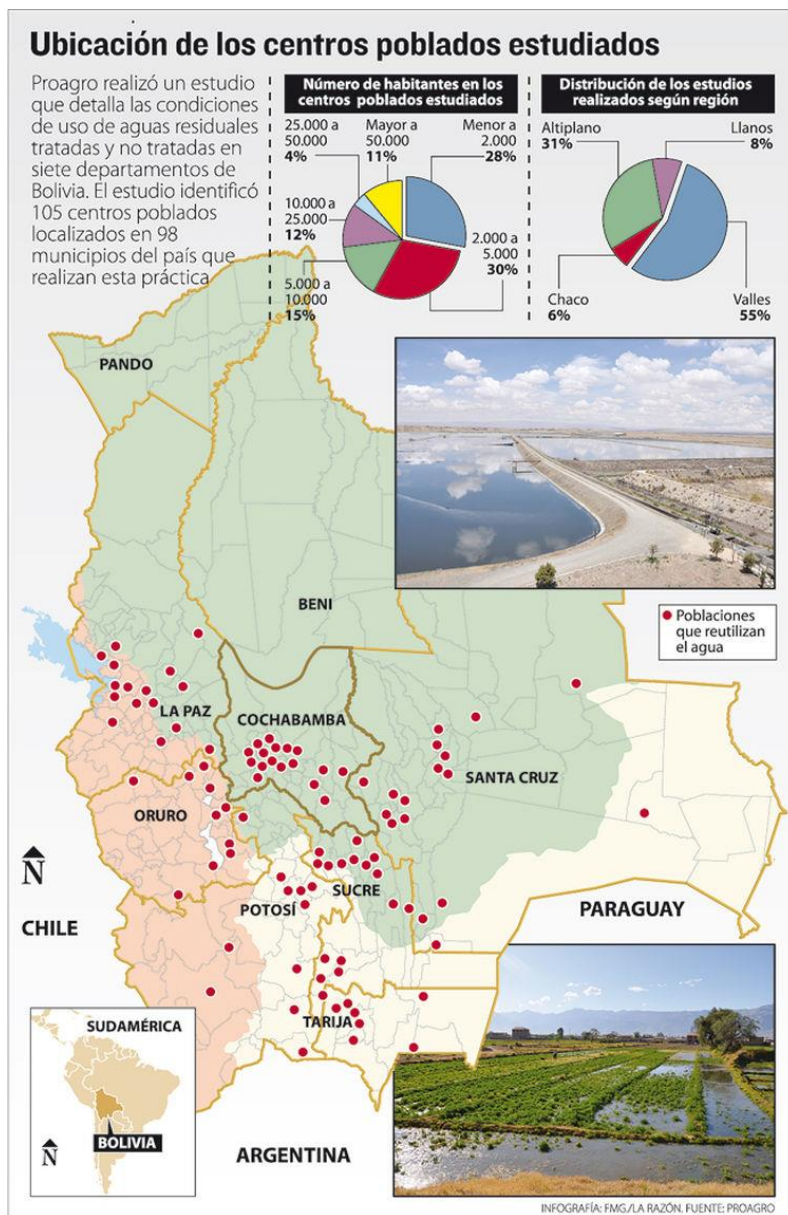 Ubicación de los centros poblados estudiados
Proagro realizó un estudio
que detalla las condiciones
de uso de aguas residuales
tratadas y no tratadas en
siete departamentos de
Bolivia. El estudio identificó
105 centros poblados
localizados en 98
municipios del país que
realizan esta práctica
Número de habitantes en los
centros poblados estudiados
25.000 a
50.000
4%
Mayor a
50.000
11%
Menor a
2.000
28%
10.000 a
25.000
12%
2.000 a
5.000
30%
5.000 a
10.000
15%
Distribución de los estudios
realizados según región
Altiplano
31%
Llanos
8%
Chaco
6%
Valles
55%
PANDO
BENI
Poblaciones
que reutilizan
el agua
LA PAZ
COCHABAMBA
SANTA CRUZ
ORURO
N
SUCRE
POTOSÍ
CHILE
PARAGUAY
TARIJA
SUDAMÉRICA
BOLIVIA
N
ARGENTINA
INFOGRAFÍA: FMG/LA RAZÓN. FUENTE: PROAGRO